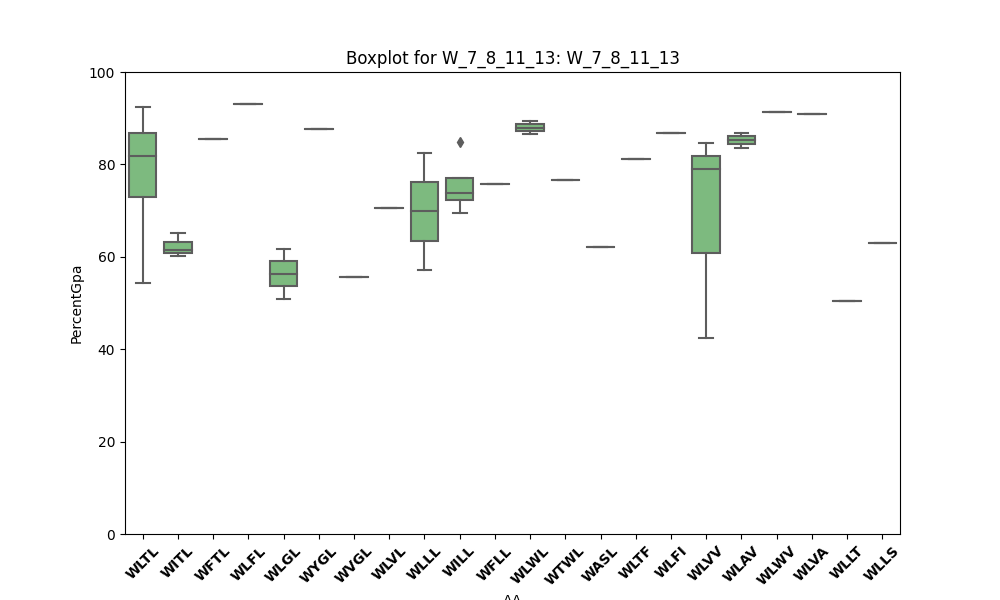 Boxplot for W_7_8_11_13: W_7_8_11_13
100
80
60
40
20
0
PercentGpa
WLTL WITL WFTL WLFL WLGL WYGL WVGL WLVL WLLL WILL WFLL WLWL WTWL WASL WLTF WLFI WLVV WLAV WLWV WLVA WLLT WLLS
AA